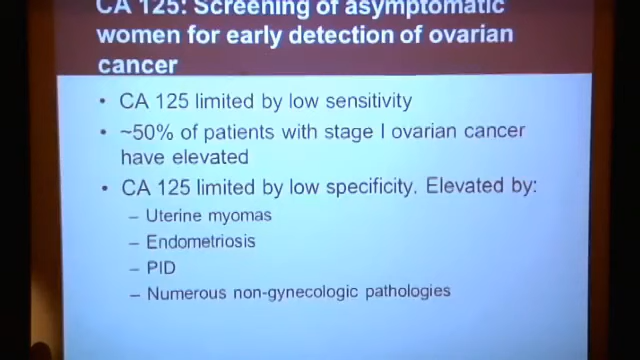 CA 125: Screening of asymptomatic
women for early detection of ovarian
cancer
• CA 125 limited by low sensitivity
• ~50% of patients with stage I ovarian cancer
have elevated
• CA 125 limited by low specificity. Elevated by:
– Uterine myomas
– Endometriosis
– PID
– Numerous non-gynecologic pathologies